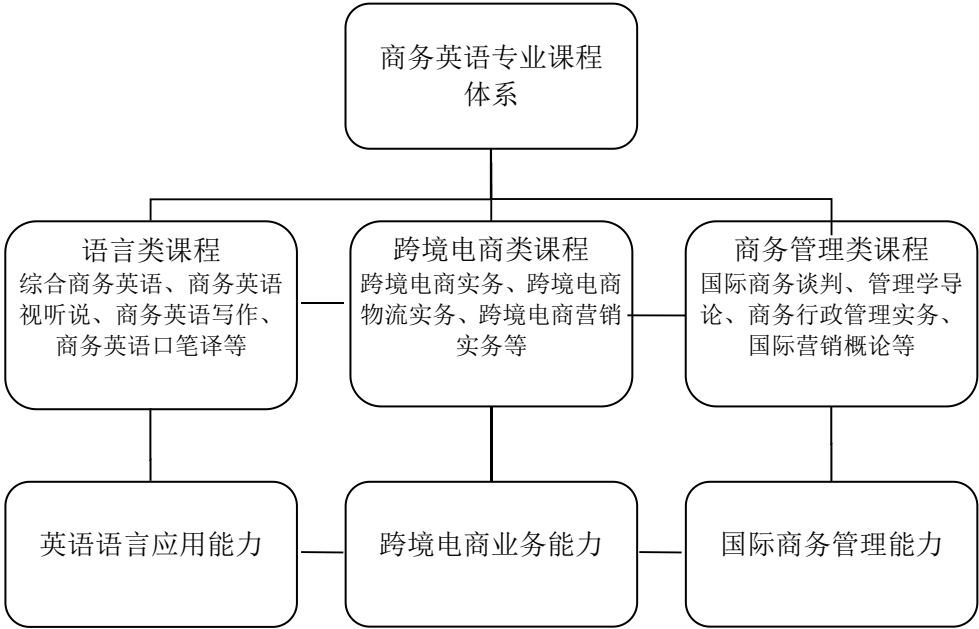 商务英语专业课程
体系
语言类课程
综合商务英语、商务英语
视听说、商务英语写作、
商务英语口笔译等
跨境电商类课程
跨境电商实务、跨境电商
物流实务、跨境电商营销
实务等
商务管理类课程
国际商务谈判、管理学导
论、商务行政管理实务、
国际营销概论等
英语语言应用能力
跨境电商业务能力
国际商务管理能力